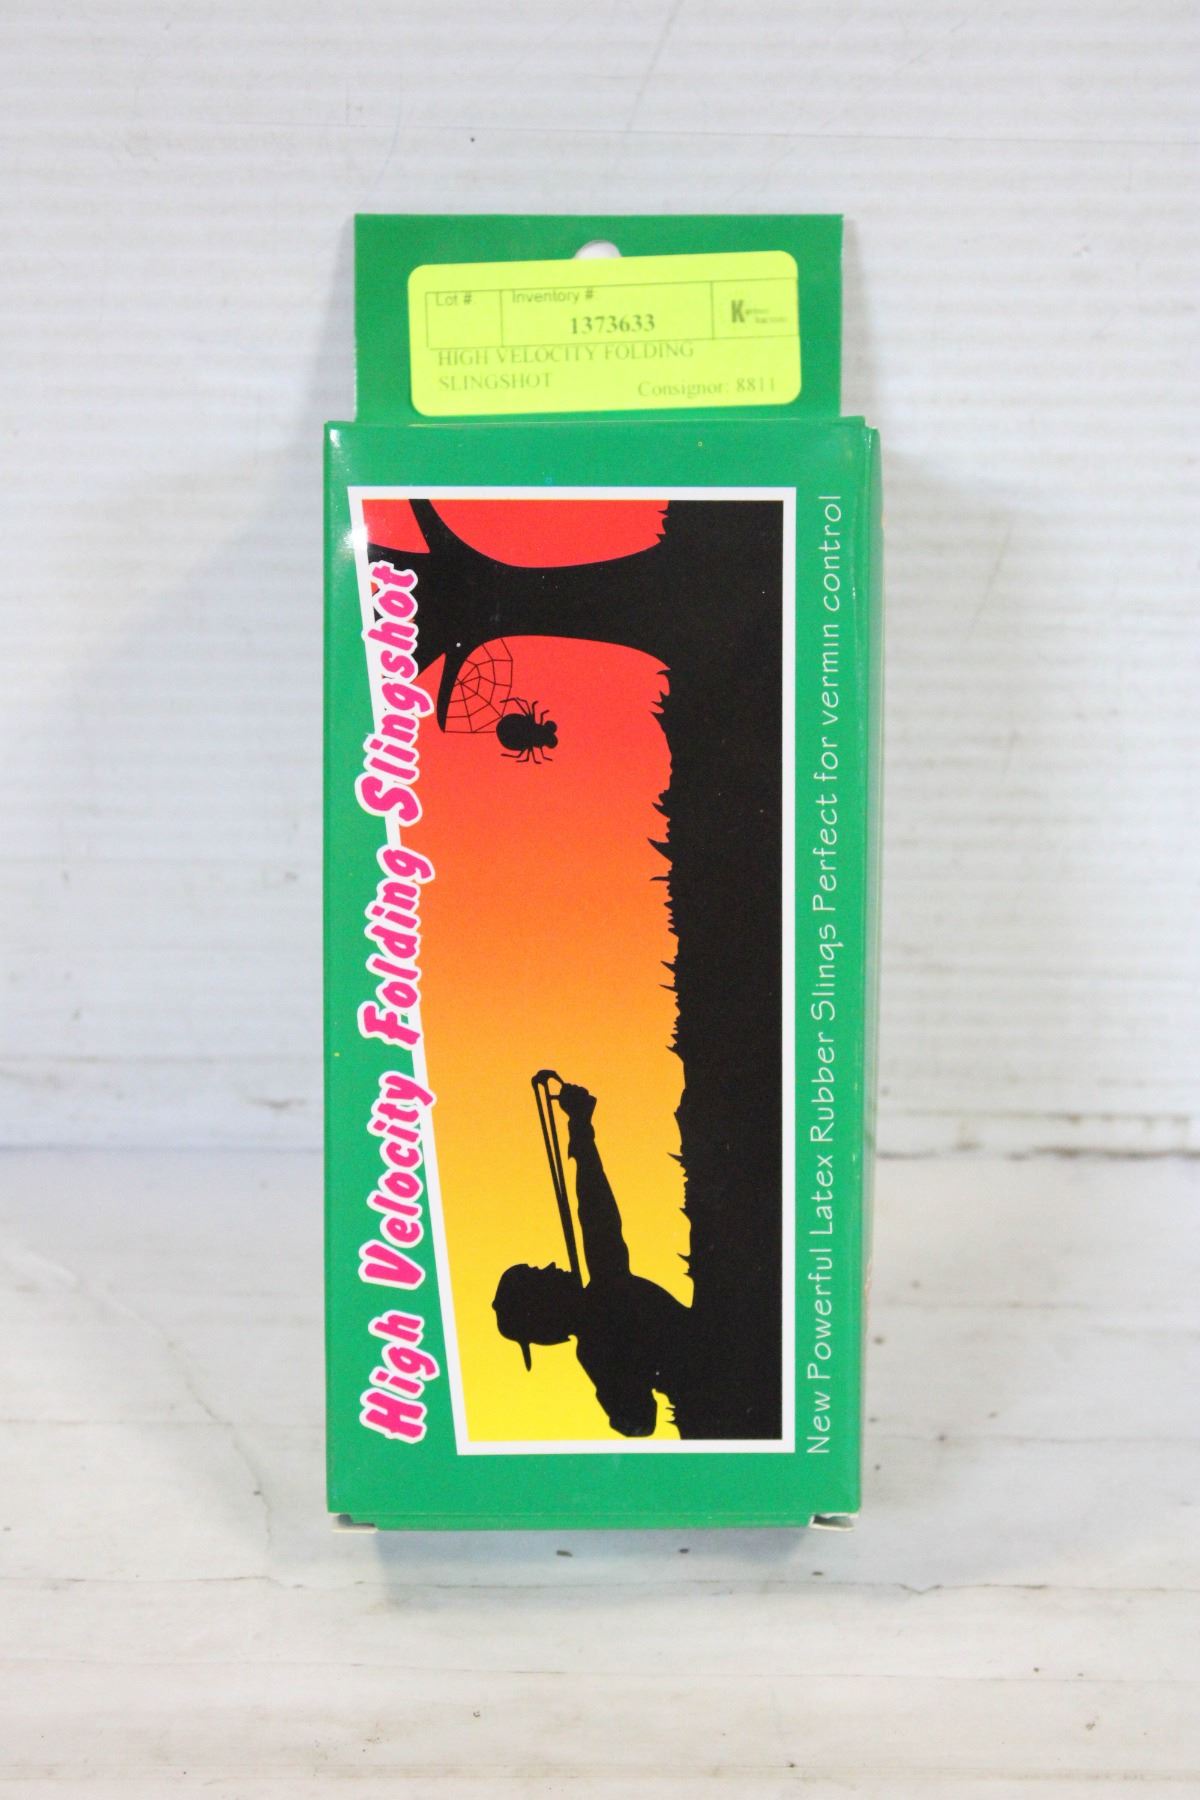 Lot #
Inventory #
1373633
HIGH VELOCITY FOLDING
SLINGSHOT
Consignor: 8811
High Velocity Folding Slingshot
New Powerful Latex Rubber Slings Perfect for vermin control